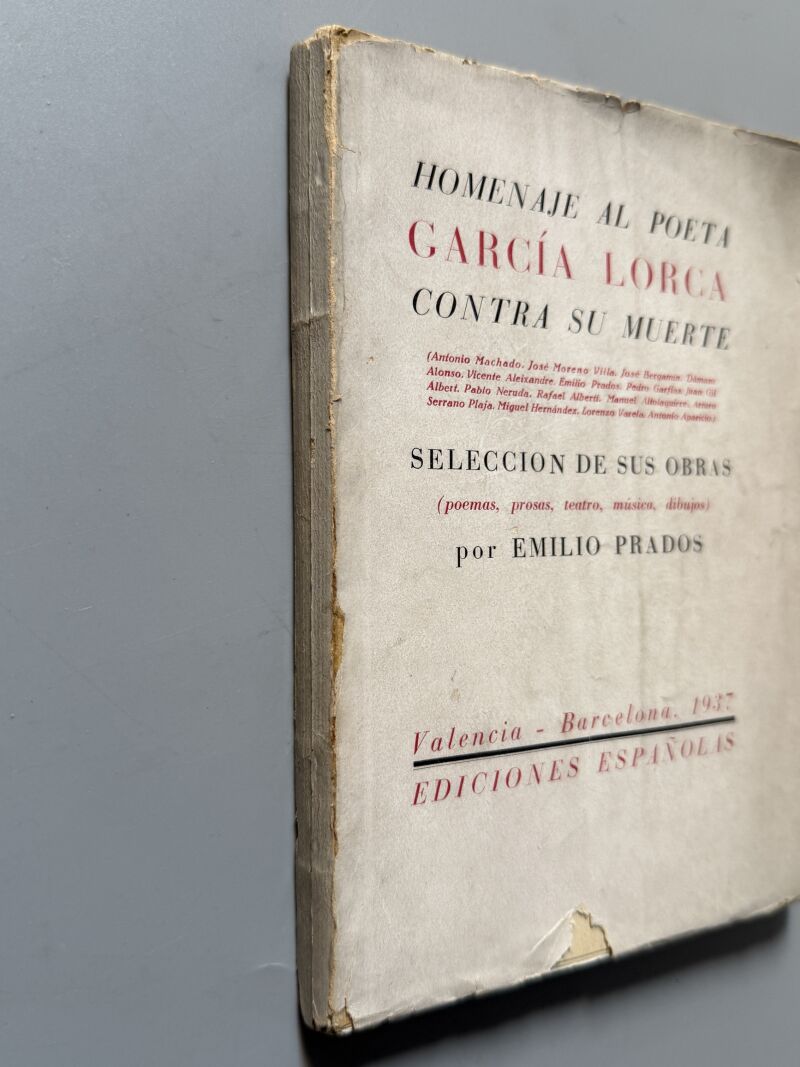 HOMENAJE AL POETA
GARCÍA LORCA
CONTRA SU MUERTE
(Antonio Machado. José Moreno Villa. José Bergamín. Dámaso
Alonso. Vicente Aleixandre. Emilio Prados. Pedro Garfias. Juan Gil
Albert. Pablo Neruda. Rafael Alberti. Manuel Altolaguirre. Arturo
Serrano Plaja. Miguel Hernández. Lorenzo Varela. Antonio Aparicio.)
SELECCION DE SUS OBRAS
(poemas, prosas, teatro, música, dibujos)
por EMILIO PRADOS
Valencia - Barcelona. 1937
EDICIONES ESPAÑOLAS